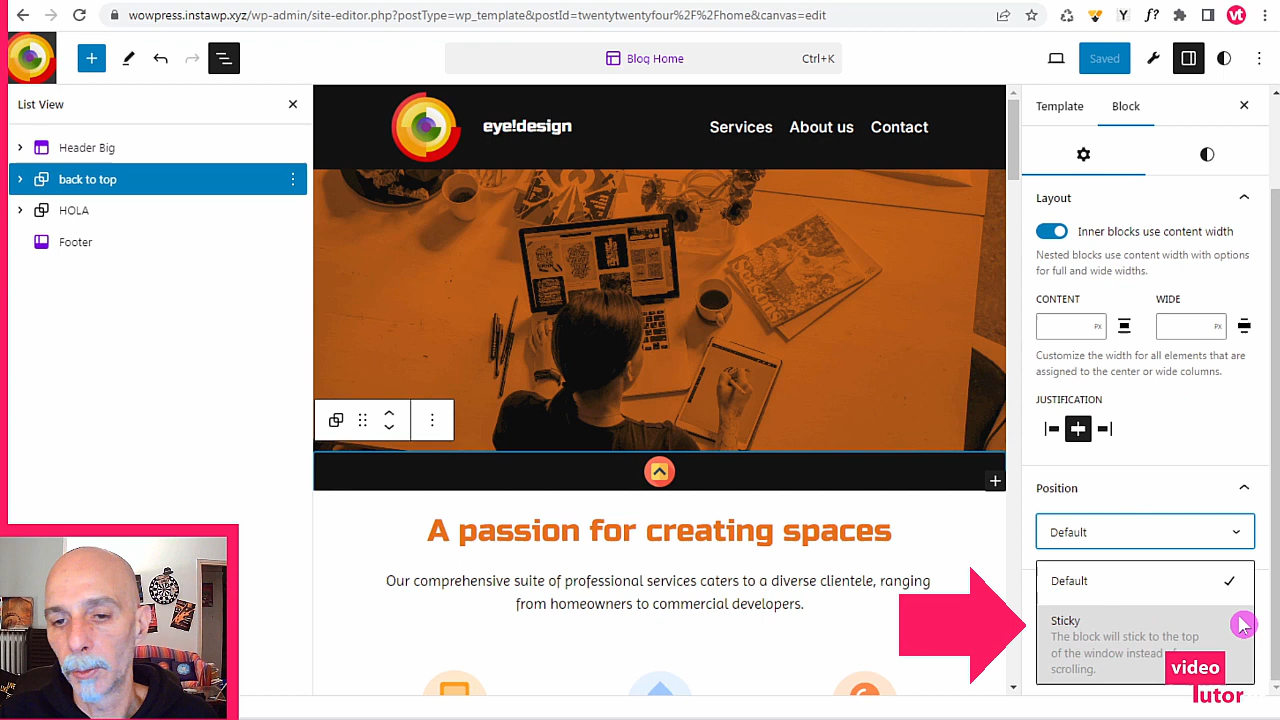 wowpress.instawp.xyz/wp-admin/site-editor.php?postType=wp_template&postId=twentytwentyfour%2F%2Fhome&canvas=edit
Blog Home
Ctrl+K
Saved
List View
Header Big
back to top
HOLA
Footer
eye!design
Services
About us
Contact
A passion for creating spaces
Our comprehensive suite of professional services caters to a diverse clientele, ranging
from homeowners to commercial developers.
Template
Block
Layout
Inner blocks use content width
Nested blocks use content width with options
for full and wide widths.
CONTENT
WIDE
PX
PX
Customize the width for all elements that are
assigned to the center or wide columns.
JUSTIFICATION
Position
Default
Default
Sticky
The block will stick to the top
of the window instead
scrolling.
video
tutor